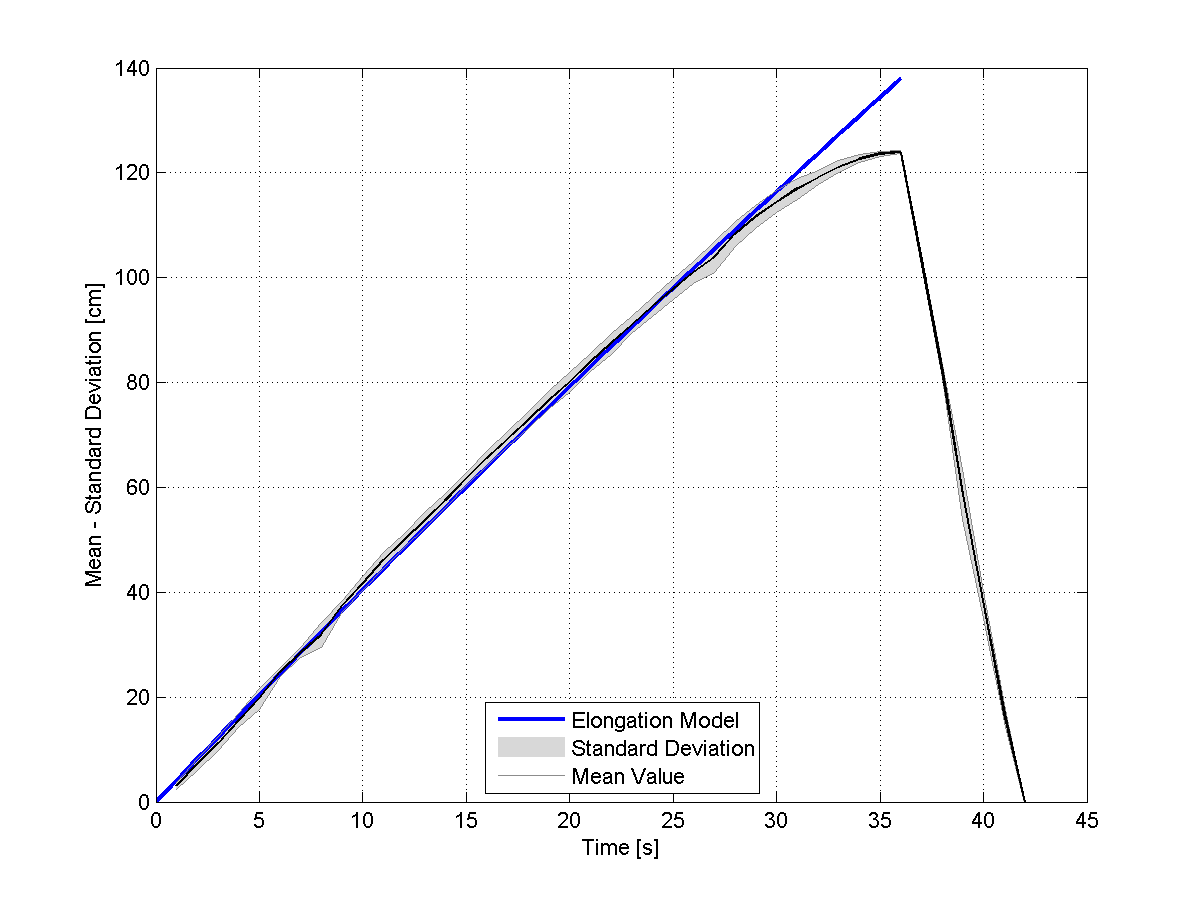 140
120
100
80
60
40
20
0
Mean - Standard Deviation [cm]
Elongation Model
Standard Deviation
Mean Value
0 5 10 15 20 25 30 35 40 45
Time [s]